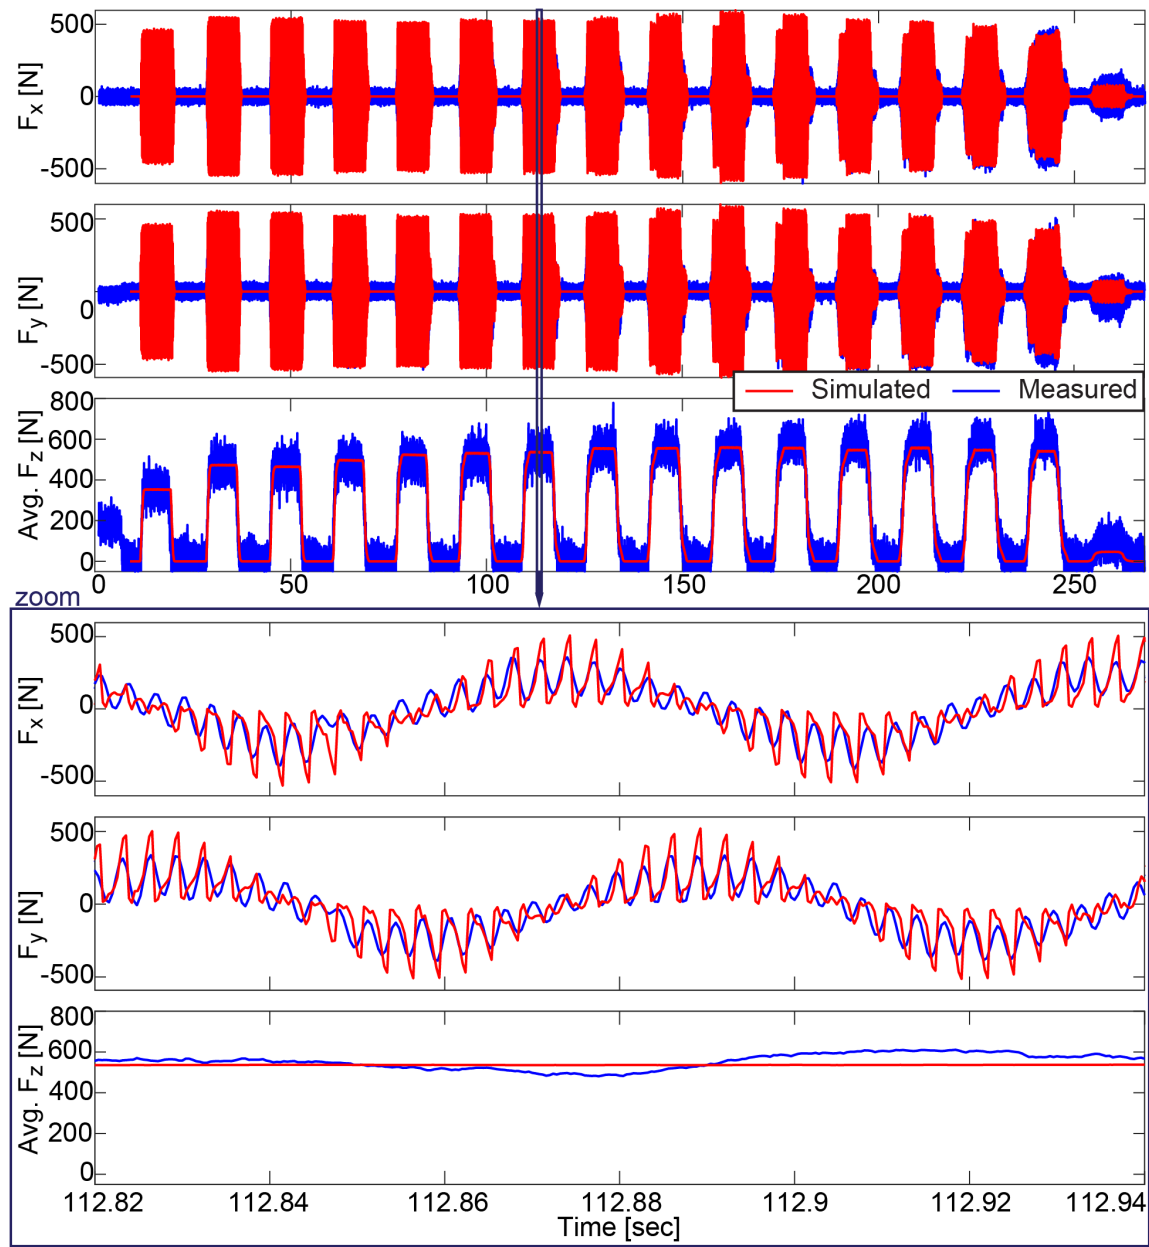 500
0
-500
F_x [N]
500
0
-500
F_y [N]
Simulated Measured
800
600
400
200
0
Avg. F_z [N]
0 50 100 150 200 250
zoom
500
0
-500
F_x [N]
500
0
-500
F_y [N]
800
600
400
200
0
Avg. F_z [N]
112.82 112.84 112.86 112.88 112.9 112.92 112.94
Time [sec]